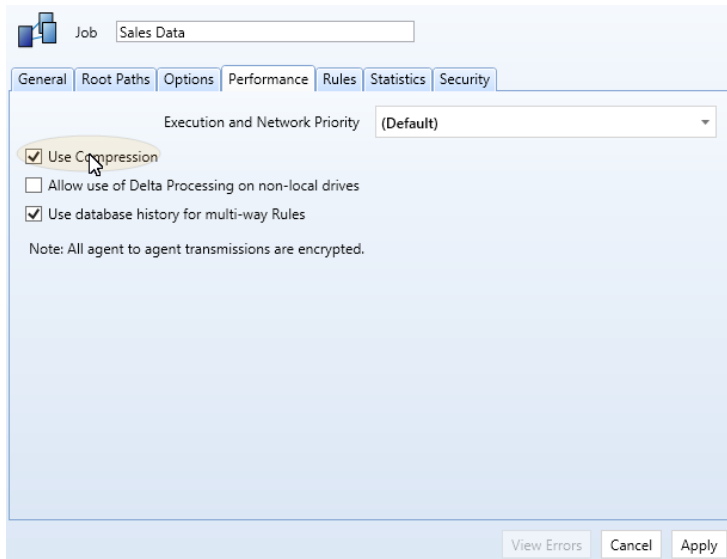 Job Sales Data
General Root Paths Options Performance Rules Statistics Security
Execution and Network Priority (Default)
Use Compression
Allow use of Delta Processing on non-local drives
Use database history for multi-way Rules
Note: All agent to agent transmissions are encrypted.
View Errors Cancel Apply